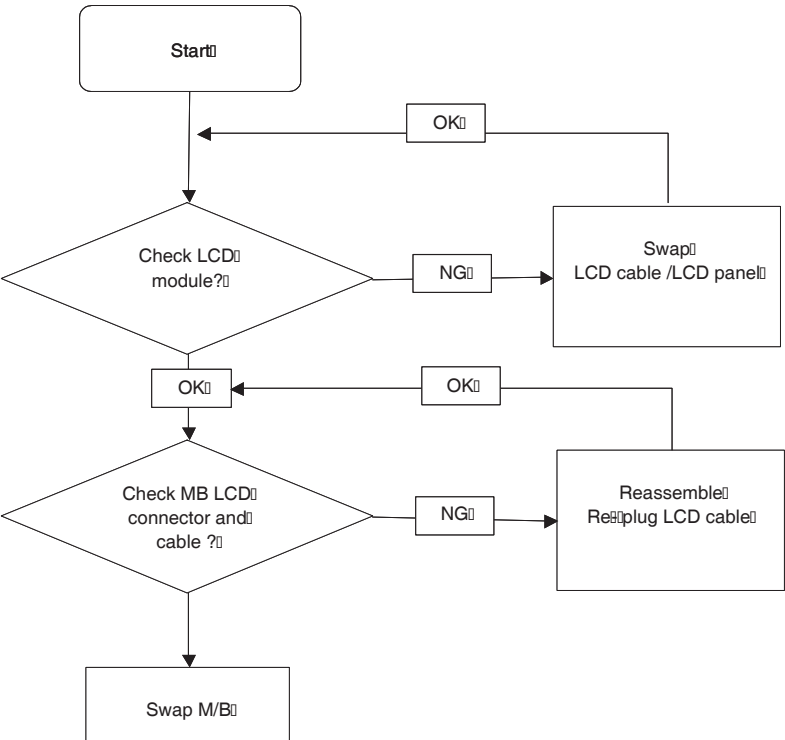 Start
OK
Check LCD
module?
NG
Swap
LCD cable /LCD panel
OK
OK
Check MB LCD
connector and
cable ?
NG
Reassemble
Re-plug LCD cable
Swap M/B